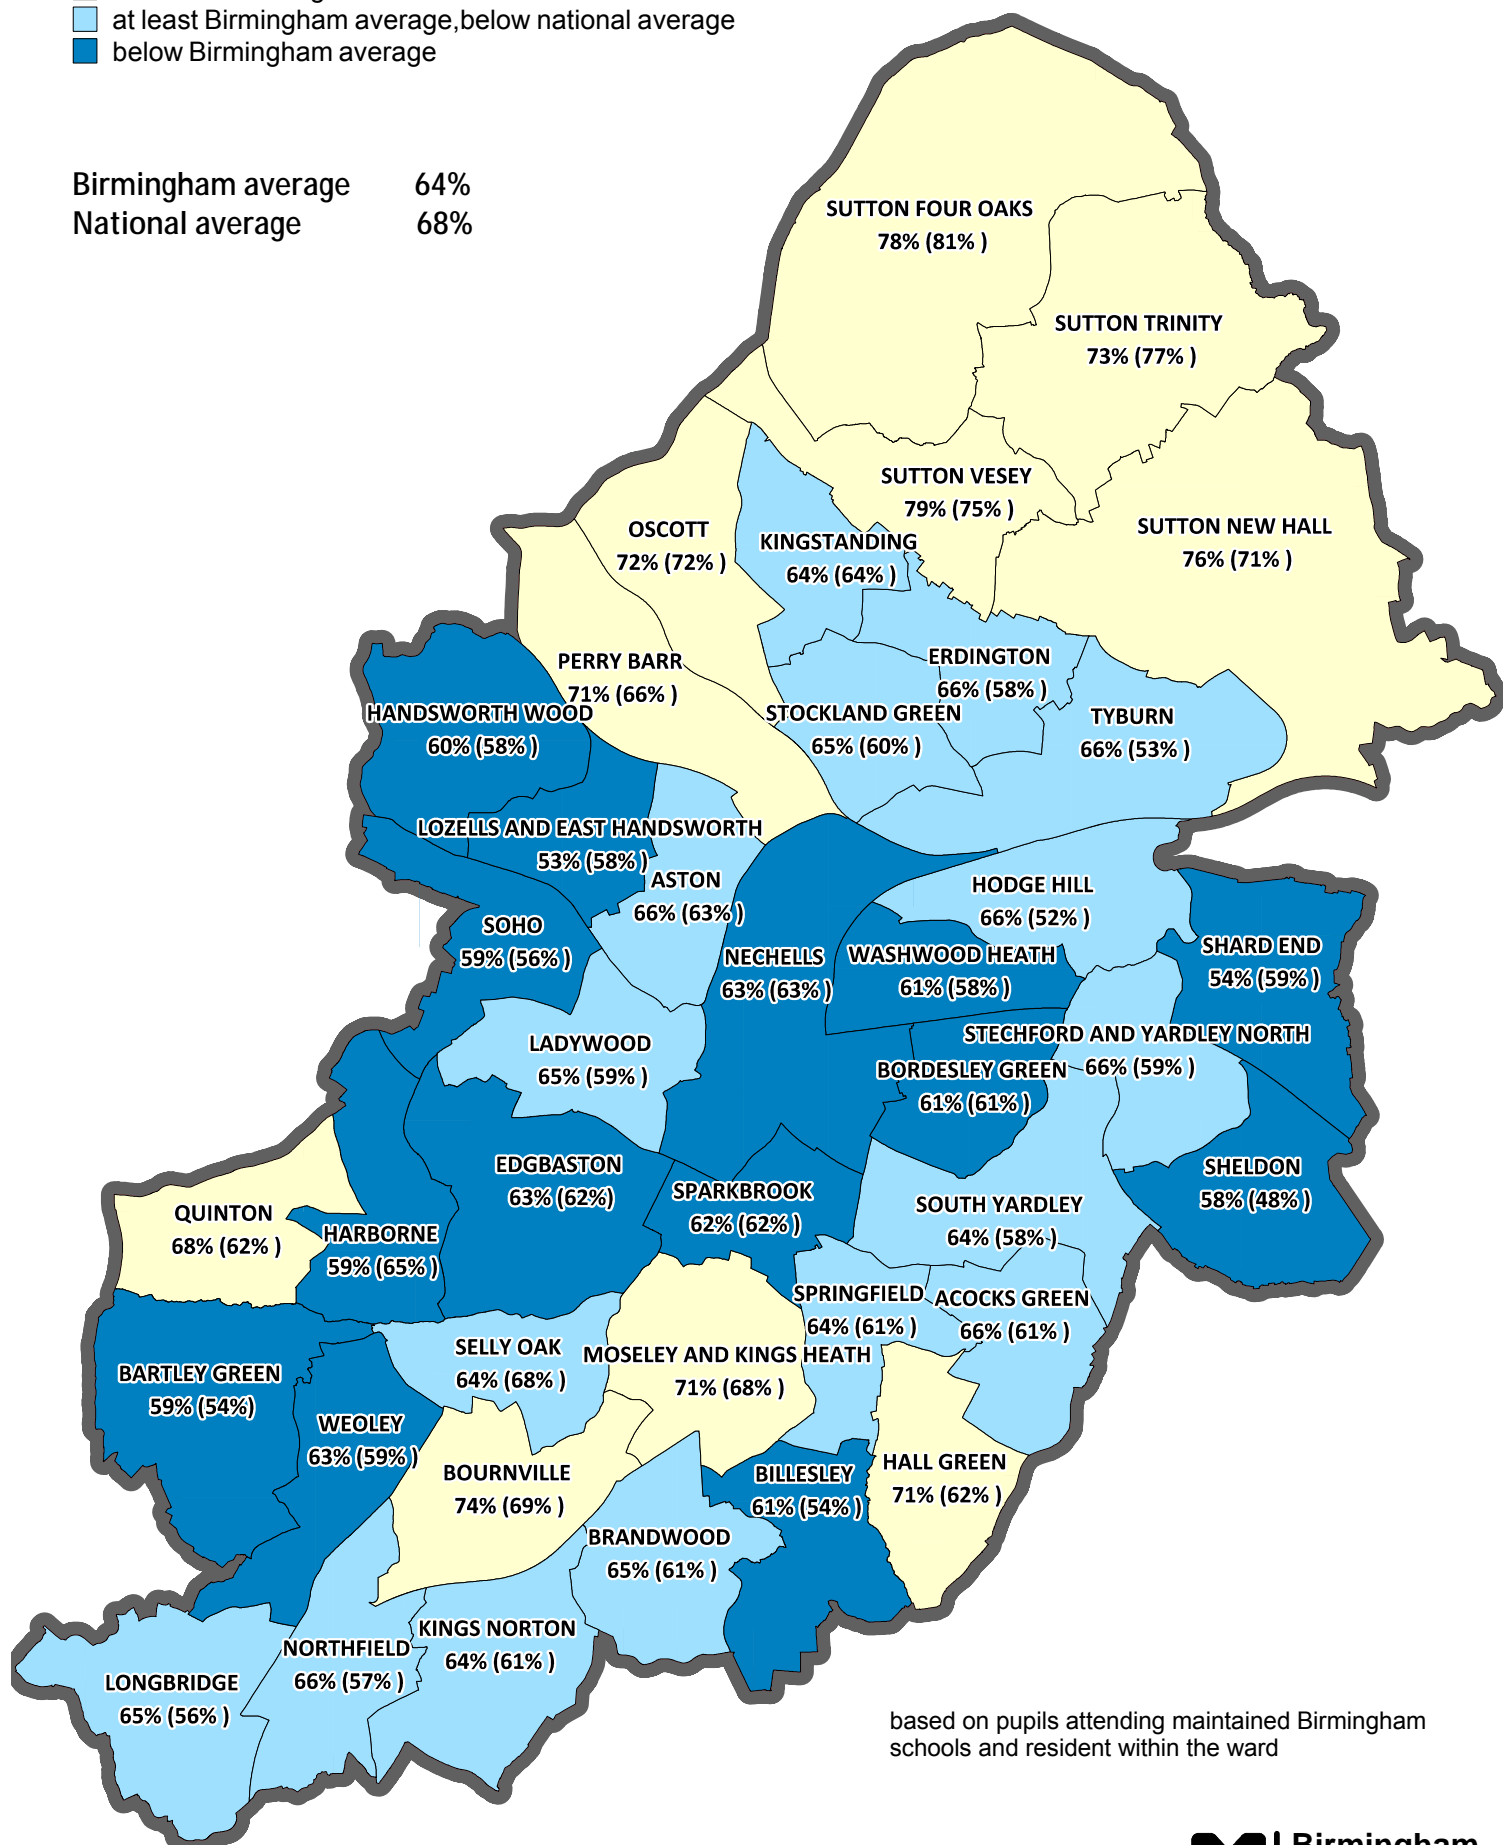 at least Birmingham average,below national average
below Birmingham average
Birmingham average 64%
National average 68%
SUTTON FOUR OAKS
78% (81% )
SUTTON TRINITY
73% (77% )
SUTTON VESEY
79% (75% )
SUTTON NEW HALL
76% (71% )
OSCOTT
72% (72% )
KINGSTANDING
64% (64% )
PERRY BARR
71% (66% )
ERDINGTON
66% (58% )
HANDSWORTH WOOD
60% (58% )
STOCKLAND GREEN
65% (60% )
TYBURN
66% (53% )
LOZELLS AND EAST HANDSWORTH
53% (58% )
ASTON
66% (63% )
HODGE HILL
66% (52% )
SOHO
59% (56% )
NECHELLS
63% (63% )
WASHWOOD HEATH
61% (58% )
SHARD END
54% (59% )
LADYWOOD
65% (59% )
STECHFORD AND YARDLEY NORTH
66% (59% )
BORDESLEY GREEN
61% (61% )
EDGBASTON
63% (62%)
SPARKBROOK
62% (62% )
SHELDON
58% (48% )
QUINTON
68% (62% )
HARBORNE
59% (65% )
SOUTH YARDLEY
64% (58% )
SPRINGFIELD
64% (61% )
ACOCKS GREEN
66% (61% )
SELLY OAK
64% (68% )
MOSELEY AND KINGS HEATH
71% (68% )
BARTLEY GREEN
59% (54%)
WEOLEY
63% (59% )
BOURNVILLE
74% (69% )
BILLESLEY
61% (54% )
HALL GREEN
71% (62% )
BRANDWOOD
65% (61% )
KINGS NORTON
64% (61% )
NORTHFIELD
66% (57% )
LONGBRIDGE
65% (56% )
based on pupils attending maintained Birmingham
schools and resident within the ward
Birmingham